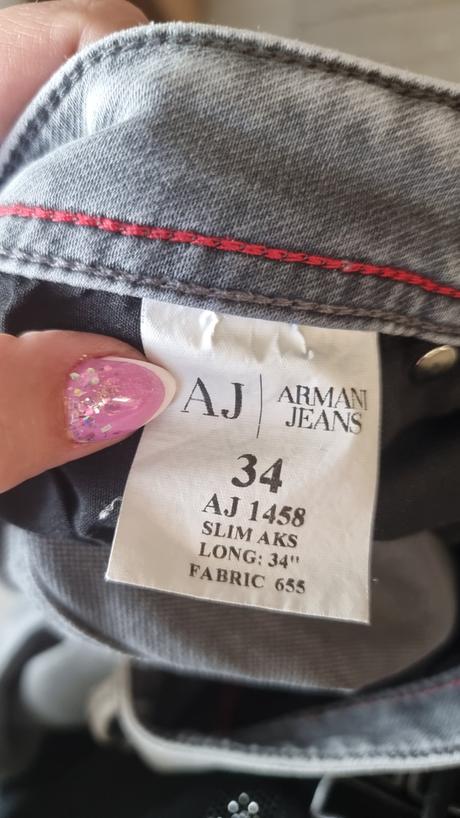 AJ | ARMANI
JEANS
34
AJ 1458
SLIM AKS
LONG: 34"
FABRIC 655